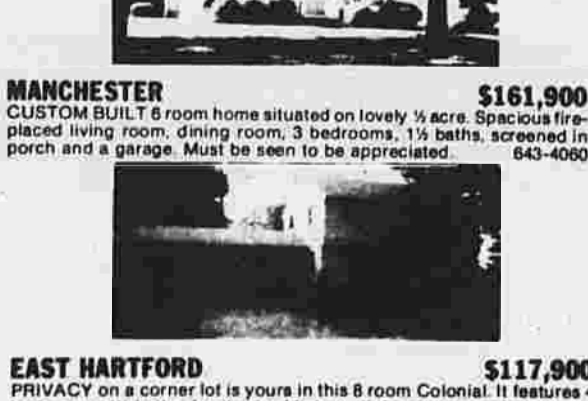 MANCHESTER $161,900
CUSTOM BUILT 6 room home situated on lovely ½ acre. Spacious fire-
placed living room, dining room, 3 bedrooms, 1½ baths, screened in
porch and a garage. Must be seen to be appreciated. 643-4060
EAST HARTFORD $117,900
PRIVACY on a corner lot is yours in this 8 room Colonial. It features